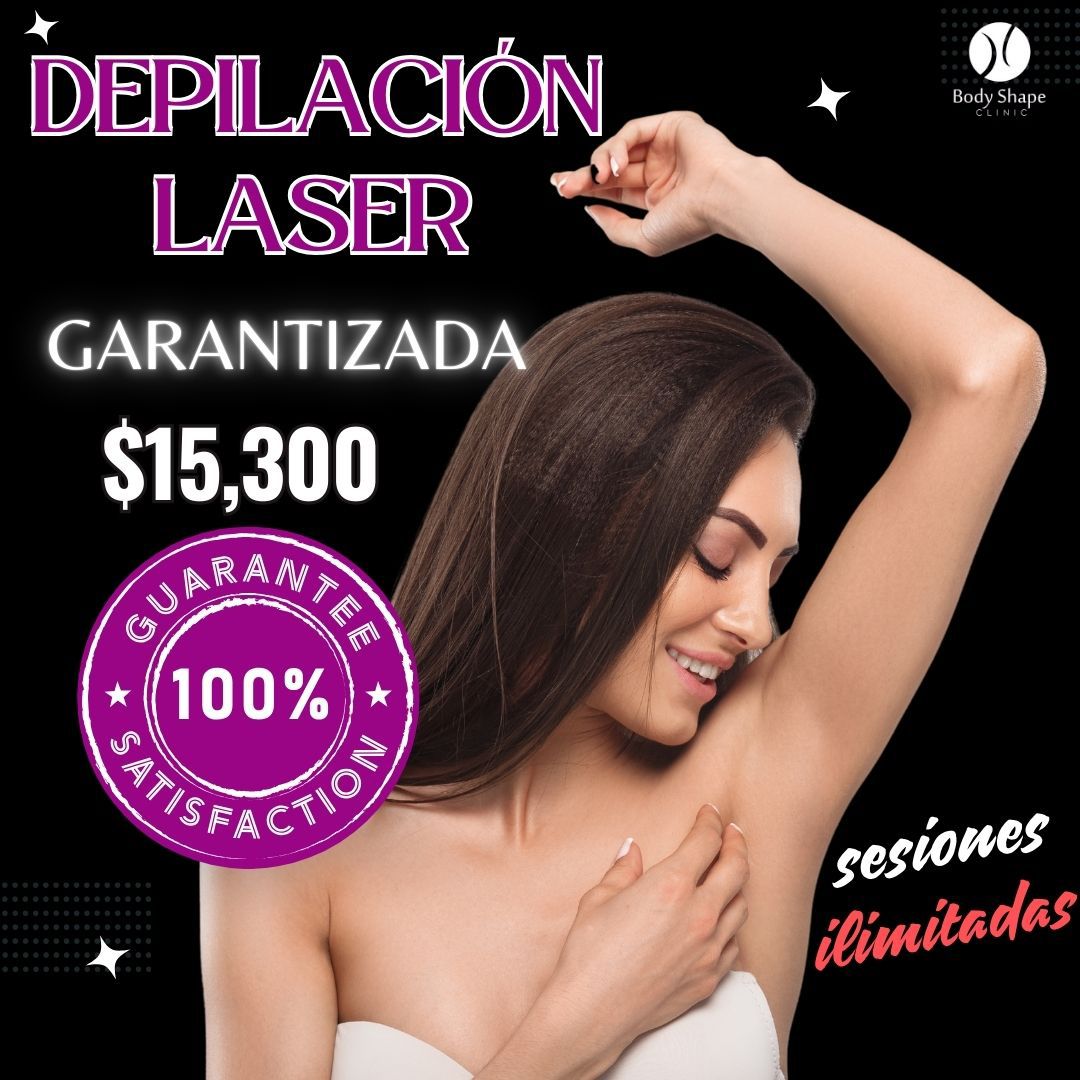 DEPILACIÓN
LASER
Body Shape
CLINIC
GARANTIZADA
$15,300
GUARANTEE
100%
SATISFACTION
sesiones
ilimitadas